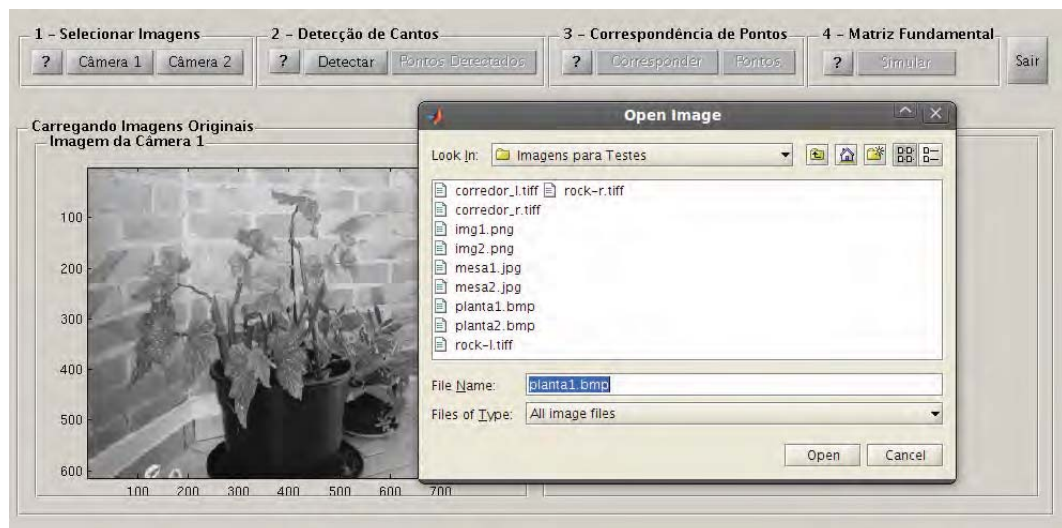 1 - Selecionar Imagens
? Câmera 1 Câmera 2
2 - Detecção de Cantos
? Detectar Pontos Detectados
3 - Correspondência de Pontos
? Corresponder Pontos
4 - Matriz Fundamental
? Simular
Sair
Carregando Imagens Originais
Imagem da Câmera 1
100
200
300
400
500
600
100 200 300 400 500 600 700
Open Image
Look In: Imagens para Testes
corredor_l.tiff rock-r.tiff
corredor_r.tiff
img1.png
img2.png
mesa1.jpg
mesa2.jpg
planta1.bmp
planta2.bmp
rock-l.tiff
File Name: planta1.bmp
Files of Type: All image files
Open Cancel